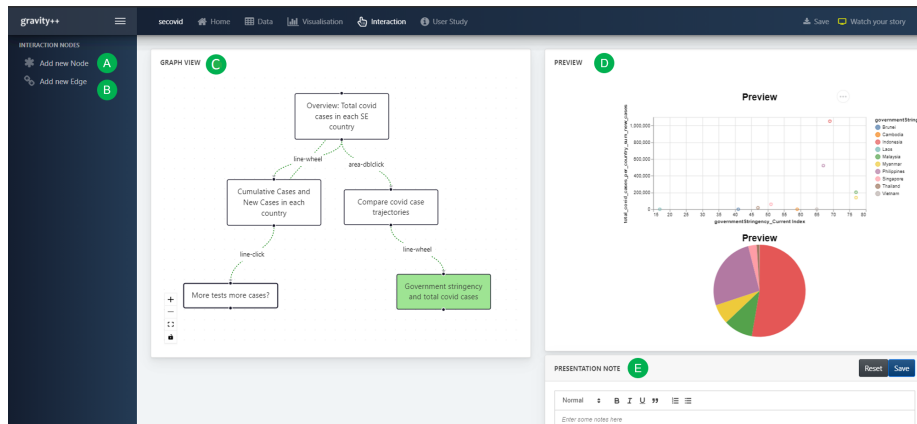 gravity++
secovid
Home
Data
Visualisation
Interaction
User Study
Save
Watch your story
INTERACTION NODES
Add new Node
A
Add new Edge
B
GRAPH VIEW
C
Overview: Total covid
cases in each SE
country
line-wheel
area-dblclick
Cumulative Cases and
New Cases in each
country
Compare covid case
trajectories
line-click
line-wheel
More tests more cases?
Government stringency
and total covid cases
PREVIEW
D
Preview
total_covid_cases_per_country_sum_new_cases
1,000,000
800,000
600,000
400,000
200,000
0
16 20 25 30 35 40 45 50 55 60 65 70 75 80
governmentStringency_Current Index
governmentString
Brunei
Cambodia
Indonesia
Laos
Malaysia
Myanmar
Philippines
Singapore
Thailand
Vietnam
Preview
PRESENTATION NOTE
E
Reset
Save
Normal
B I U
Enter some notes here